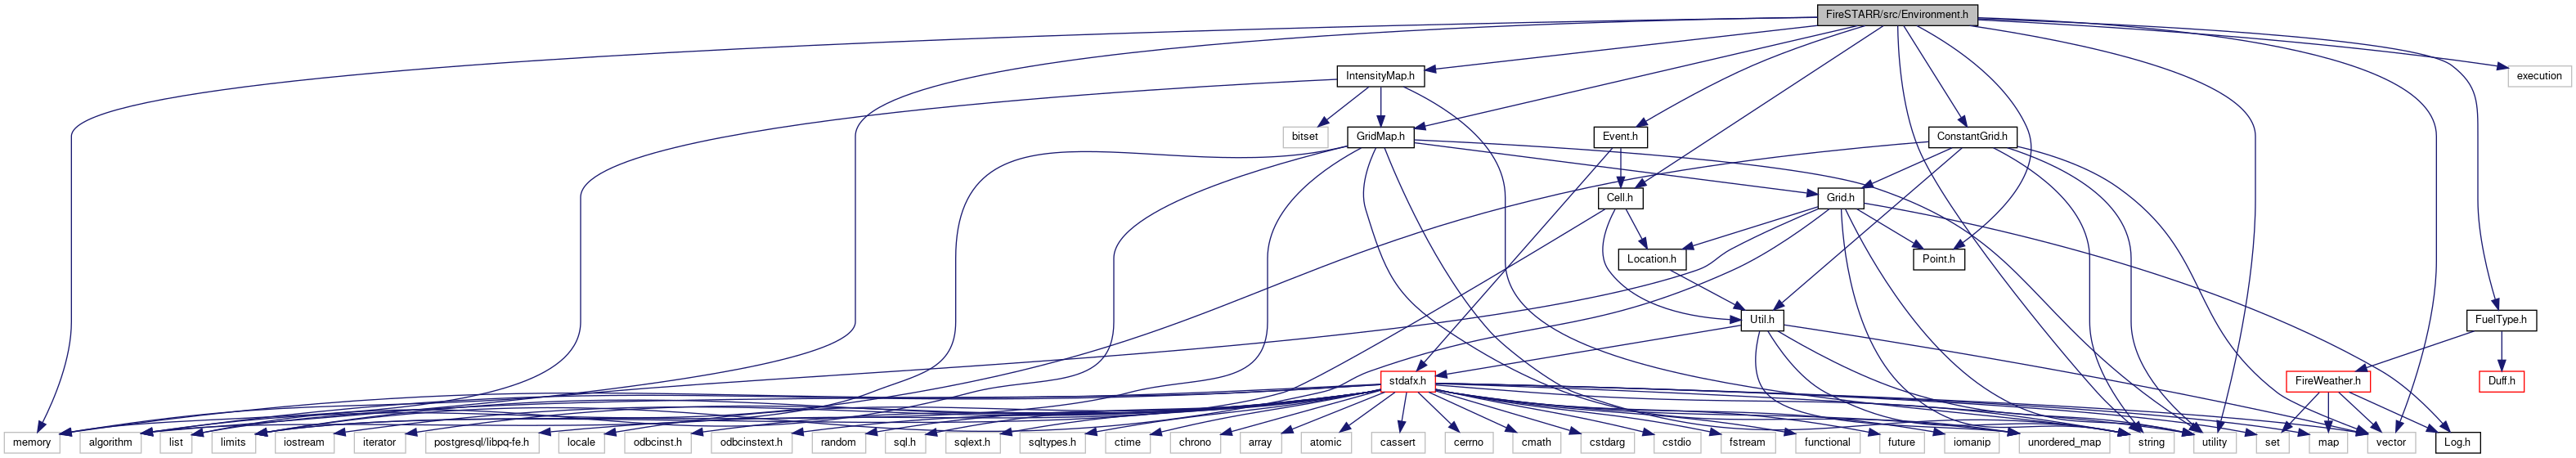 FireSTARR/src/Environment.h
IntensityMap.h
execution
bitset
GridMap.h
Event.h
ConstantGrid.h
Cell.h
Grid.h
Location.h
Point.h
Util.h
FuelType.h
stdafx.h
FireWeather.h
Duff.h
memory
algorithm
list
limits
iostream
iterator
postgresql/libpq-fe.h
locale
odbcinst.h
odbcinstext.h
random
sql.h
sqlext.h
sqltypes.h
ctime
chrono
array
atomic
cassert
cerrno
cmath
cstdarg
cstdio
fstream
functional
future
iomanip
unordered_map
string
utility
set
map
vector
Log.h